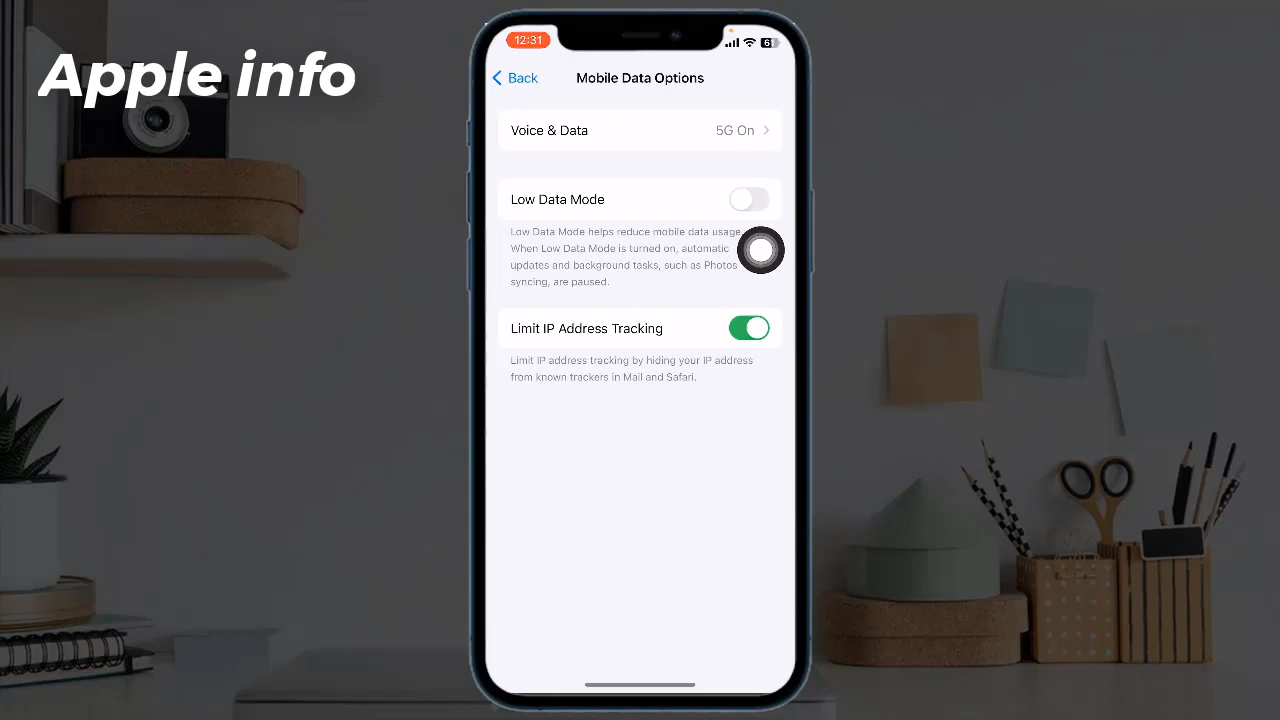 Apple info
12:31
Back
Mobile Data Options
Voice & Data 5G On
Low Data Mode
Low Data Mode helps reduce mobile data usage.
When Low Data Mode is turned on, automatic
updates and background tasks, such as Photos
syncing, are paused.
Limit IP Address Tracking
Limit IP address tracking by hiding your IP address
from known trackers in Mail and Safari.